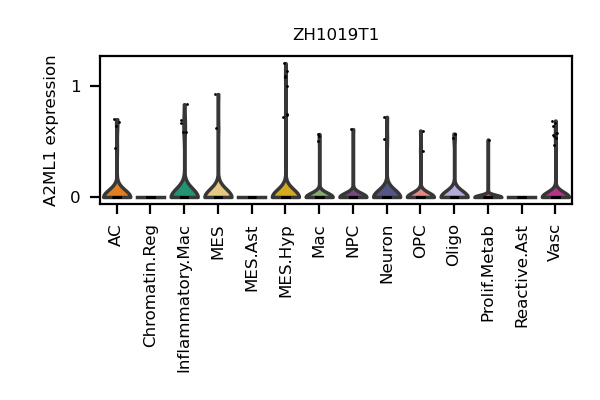 ZH1019T1
A2ML1 expression
1
0
AC
Chromatin.Reg
Inflammatory.Mac
MES
MES.Ast
MES.Hyp
Mac
NPC
Neuron
OPC
Oligo
Prolif.Metab
Reactive.Ast
Vasc